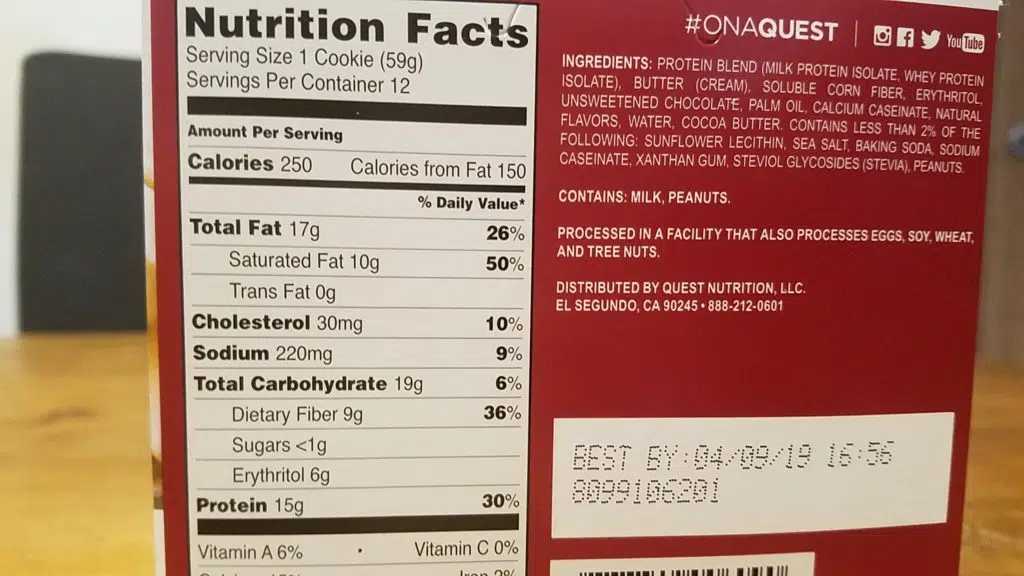 Nutrition Facts
Serving Size 1 Cookie (59g)
Servings Per Container 12
Amount Per Serving
Calories 250 Calories from Fat 150
% Daily Value*
Total Fat 17g 26%
Saturated Fat 10g 50%
Trans Fat 0g
Cholesterol 30mg 10%
Sodium 220mg 9%
Total Carbohydrate 19g 6%
Dietary Fiber 9g 36%
Sugars <1g
Erythritol 6g
Protein 15g 30%
Vitamin A 6% • Vitamin C 0%
Iron 2%
#ONAQUEST | YouTube
INGREDIENTS: PROTEIN BLEND (MILK PROTEIN ISOLATE, WHEY PROTEIN
ISOLATE), BUTTER (CREAM), SOLUBLE CORN FIBER, ERYTHRITOL,
UNSWEETENED CHOCOLATE, PALM OIL, CALCIUM CASEINATE, NATURAL
FLAVORS, WATER, COCOA BUTTER. CONTAINS LESS THAN 2% OF THE
FOLLOWING: SUNFLOWER LECITHIN, SEA SALT, BAKING SODA, SODIUM
CASEINATE, XANTHAN GUM, STEVIOL GLYCOSIDES (STEVIA), PEANUTS.
CONTAINS: MILK, PEANUTS.
PROCESSED IN A FACILITY THAT ALSO PROCESSES EGGS, SOY, WHEAT,
AND TREE NUTS.
DISTRIBUTED BY QUEST NUTRITION, LLC.
EL SEGUNDO, CA 90245 • 888-212-0601
BEST BY:04/09/19 16:56
8099106201